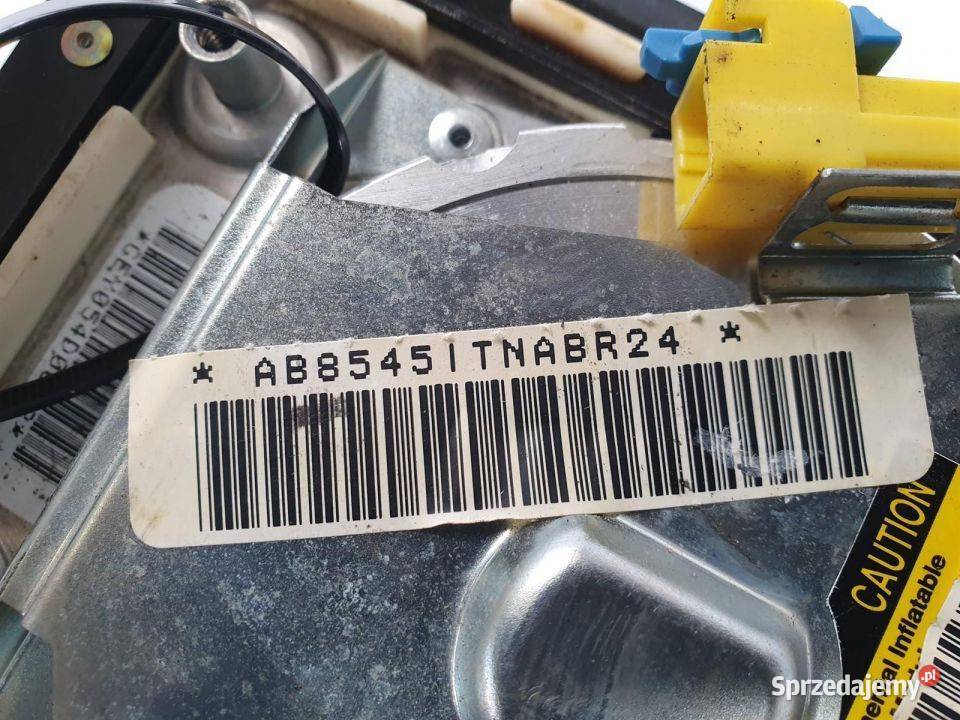 * AB8545ITNABR24 *
CAUTION
Inflatable
Sprzedajemy.pl